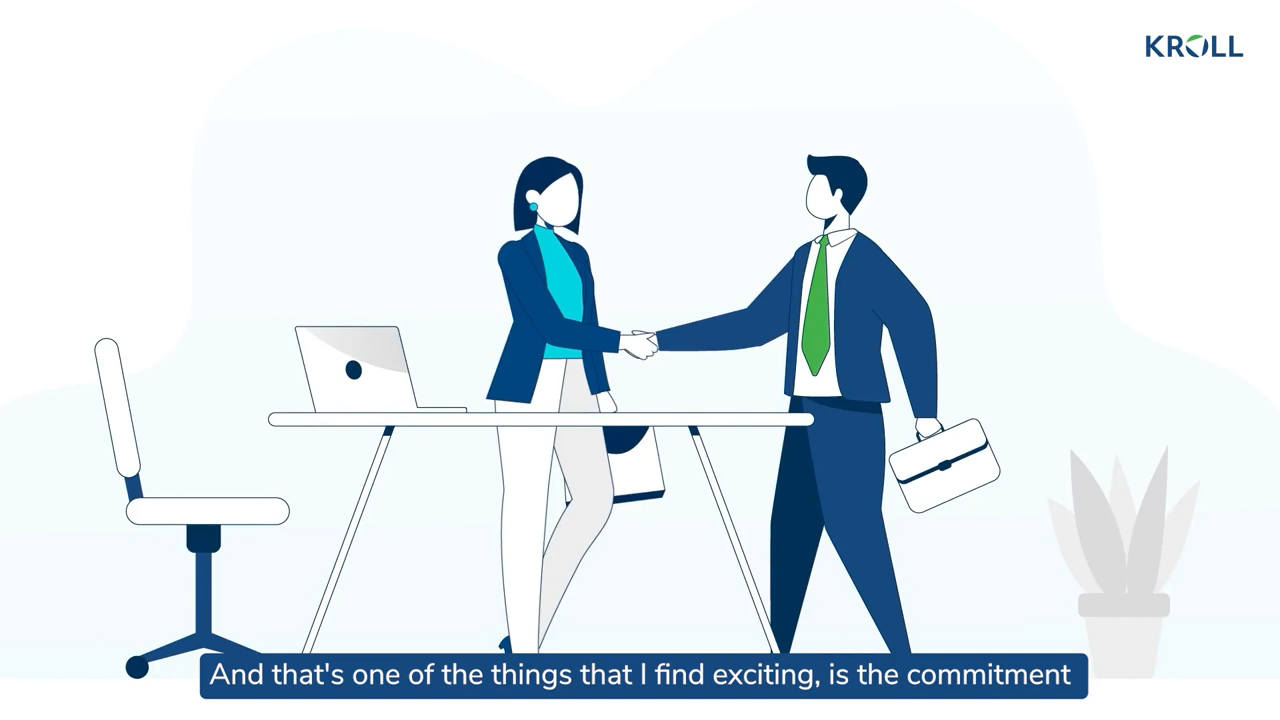 KROLL
And that's one of the things that I find exciting, is the commitment